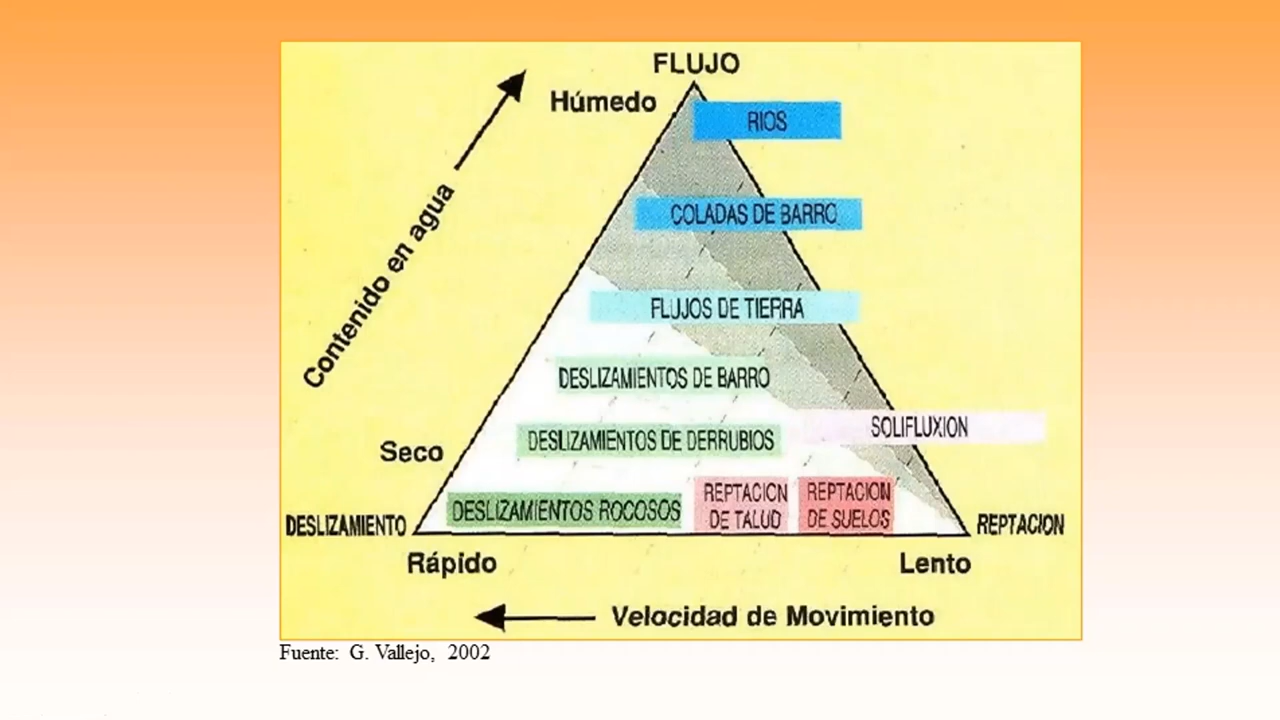 FLUJO
Húmedo
RIOS
Contenido en agua
COLADAS DE BARRO
FLUJOS DE TIERRA
DESLIZAMIENTOS DE BARRO
SOLIFLUXION
DESLIZAMIENTOS DE DERRUBIOS
Seco
REPTACION
DE TALUD
REPTACION
DE SUELOS
DESLIZAMIENTOS ROCOSOS
DESLIZAMIENTO
REPTACION
Rápido
Lento
Velocidad de Movimiento
Fuente: G. Vallejo, 2002